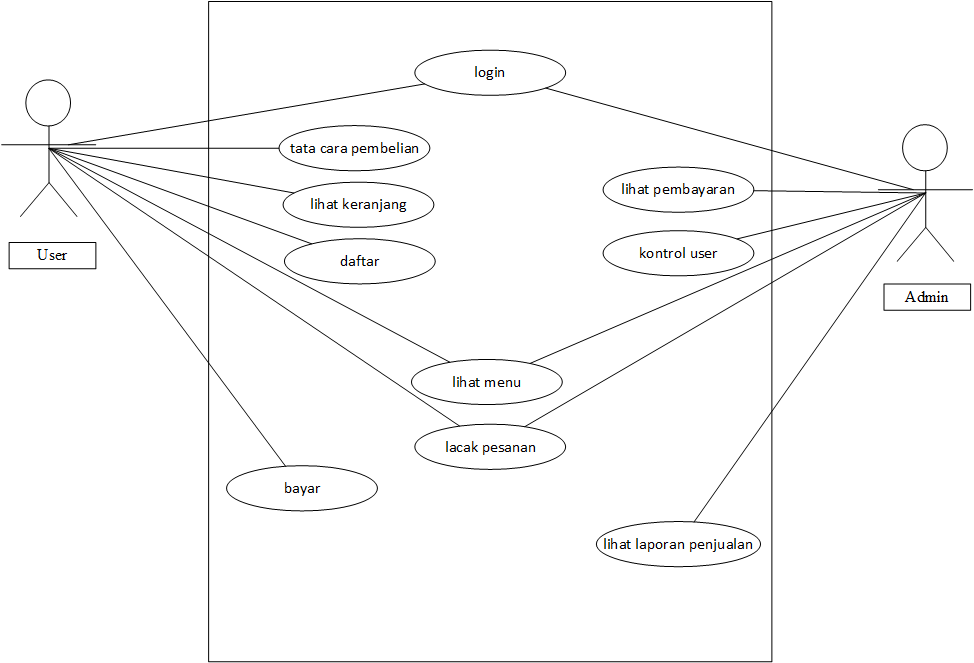 login
tata cara pembelian
lihat pembayaran
lihat keranjang
User
kontrol user
daftar
Admin
lihat menu
lacak pesanan
bayar
lihat laporan penjualan